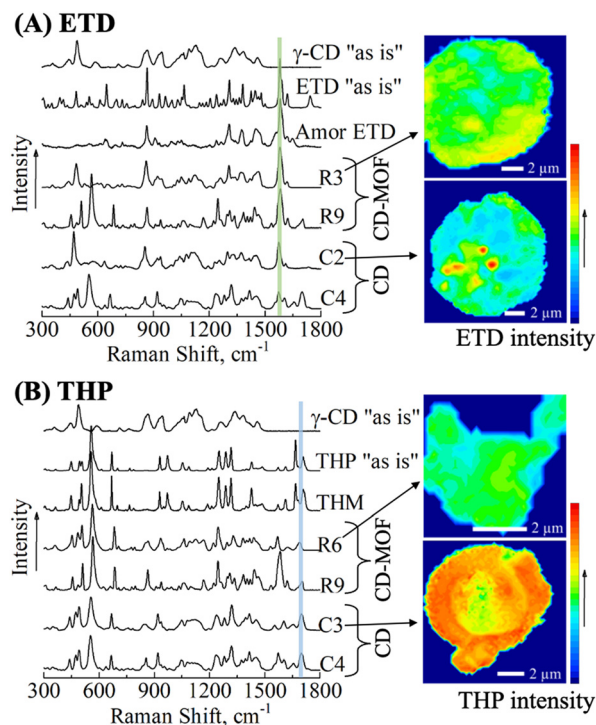 (A) ETD
γ-CD "as is"
ETD "as is"
Amor ETD
R3
R9
CD-MOF
C2
C4
CD
Intensity
300 600 900 1200 1500 1800
Raman Shift, cm-1
2 µm
2 µm
ETD intensity
(B) THP
γ-CD "as is"
THP "as is"
THM
R6
R9
CD-MOF
C3
C4
CD
Intensity
300 600 900 1200 1500 1800
Raman Shift, cm-1
2 µm
2 µm
THP intensity